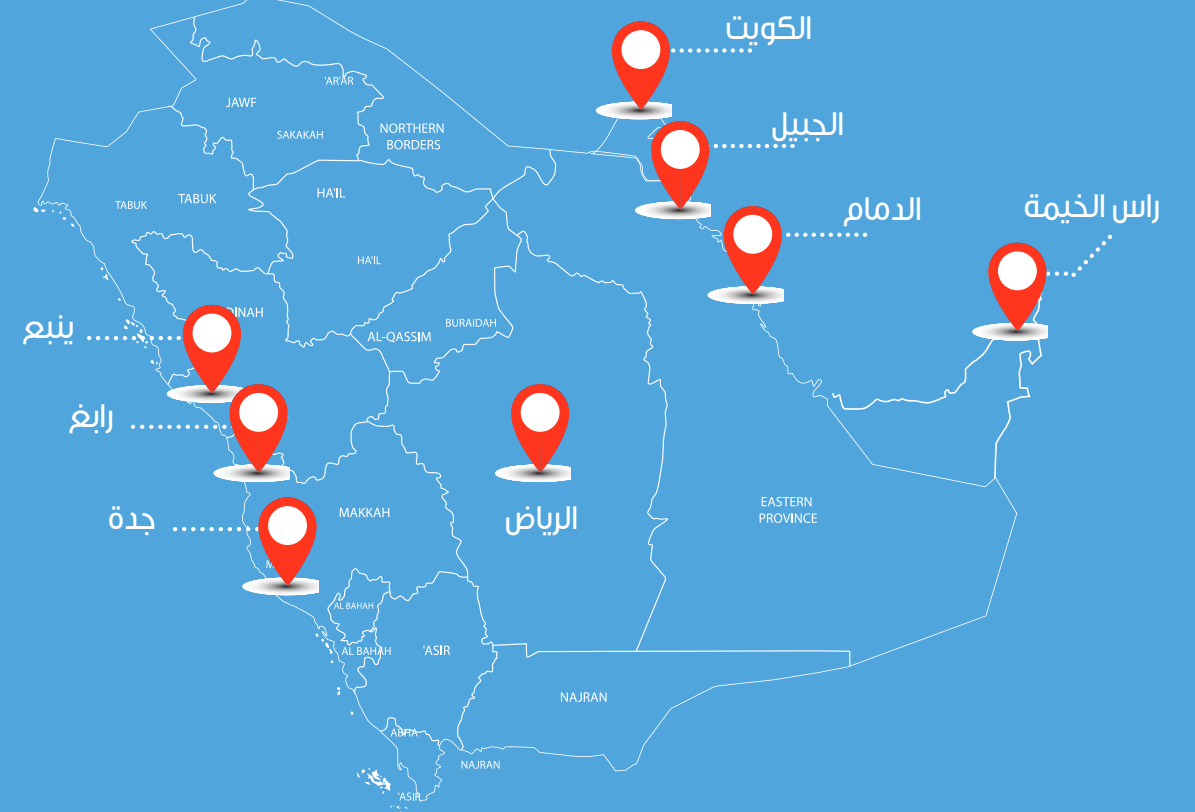 الكويت
'AR'AR
JAWF
الجبيل
SAKAKAH
NORTHERN
BORDERS
HA'IL
TABUK
TABUK
راس الخيمة
الدمام
HA'IL
DINAH
ينبع
BURAIDAH
AL-QASSIM
رابغ
EASTERN
PROVINCE
MAKKAH
الرياض
جدة
M
AL BAHAH
AL BAHAH
'ASIR
NAJRAN
ABHA
NAJRAN
'ASIR